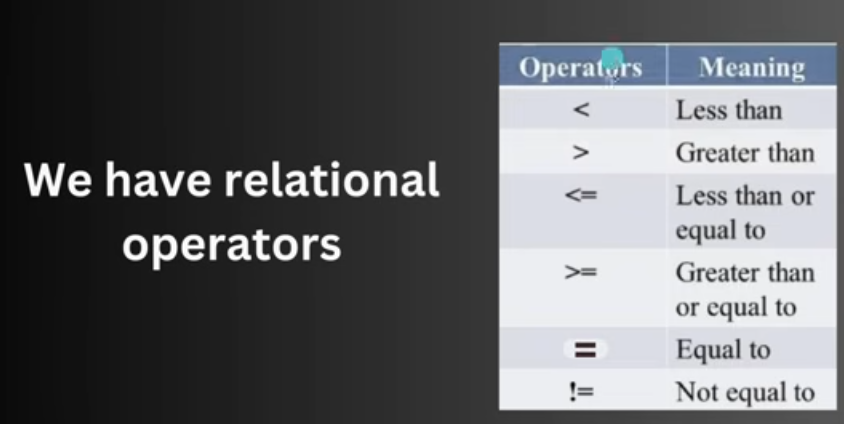 We have relational
operators
Operators Meaning
< Less than
> Greater than
<= Less than or
equal to
>= Greater than
or equal to
= Equal to
!= Not equal to